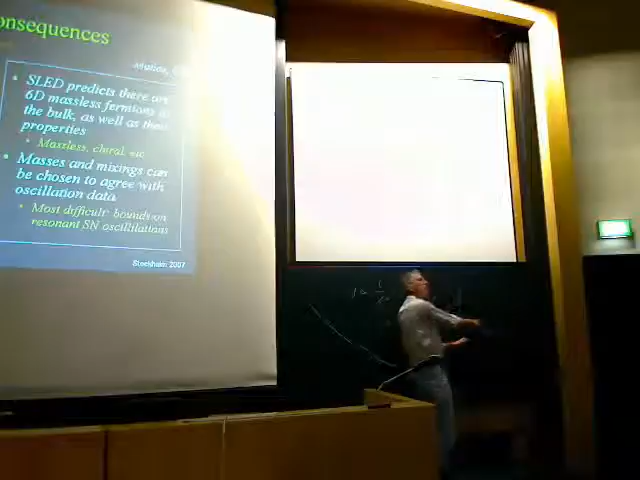 onsequences
• SLED predicts there are
6D massless fermions in
the bulk, as well as their
properties
• Massless, chiral, etc
• Masses and mixings can
be chosen to agree with
oscillation data
• Most difficult: bounds on
resonant SN oscillations
Stockholm 2007